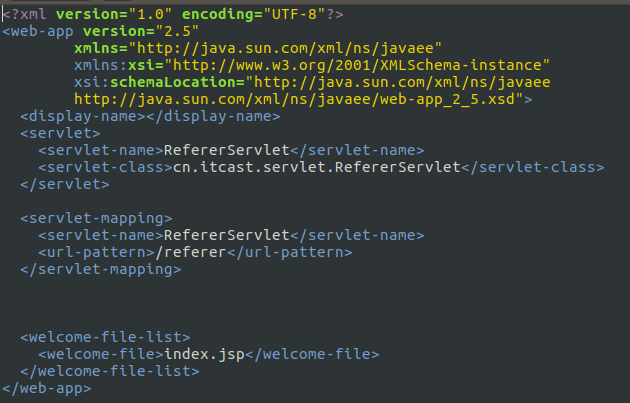 <?xml version="1.0" encoding="UTF-8"?>
<web-app version="2.5"
xmlns="http://java.sun.com/xml/ns/javaee"
xmlns:xsi="http://www.w3.org/2001/XMLSchema-instance"
xsi:schemaLocation="http://java.sun.com/xml/ns/javaee
http://java.sun.com/xml/ns/javaee/web-app_2_5.xsd">
<display-name></display-name>
<servlet>
<servlet-name>RefererServlet</servlet-name>
<servlet-class>cn.itcast.servlet.RefererServlet</servlet-class>
</servlet>
<servlet-mapping>
<servlet-name>RefererServlet</servlet-name>
<url-pattern>/referer</url-pattern>
</servlet-mapping>
<welcome-file-list>
<welcome-file>index.jsp</welcome-file>
</welcome-file-list>
</web-app>